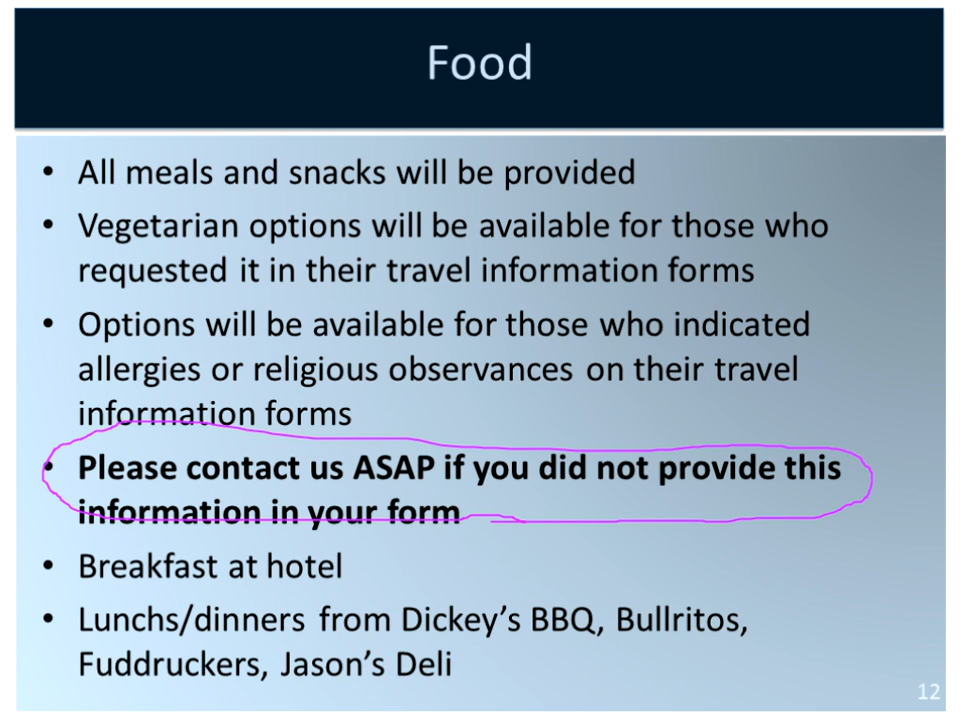 Food
• All meals and snacks will be provided
• Vegetarian options will be available for those who
requested it in their travel information forms
• Options will be available for those who indicated
allergies or religious observances on their travel
information forms
• Please contact us ASAP if you did not provide this
information in your form
• Breakfast at hotel
• Lunchs/dinners from Dickey’s BBQ, Bullritos,
Fuddruckers, Jason’s Deli
12